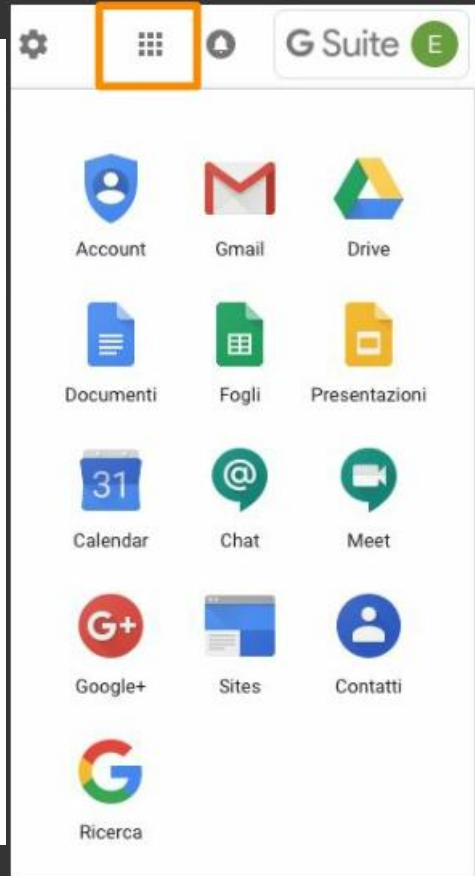 G Suite E
Account Gmail Drive
Documenti Fogli Presentazioni
31
Calendar Chat Meet
G+
Google+ Sites Contatti
G
Ricerca